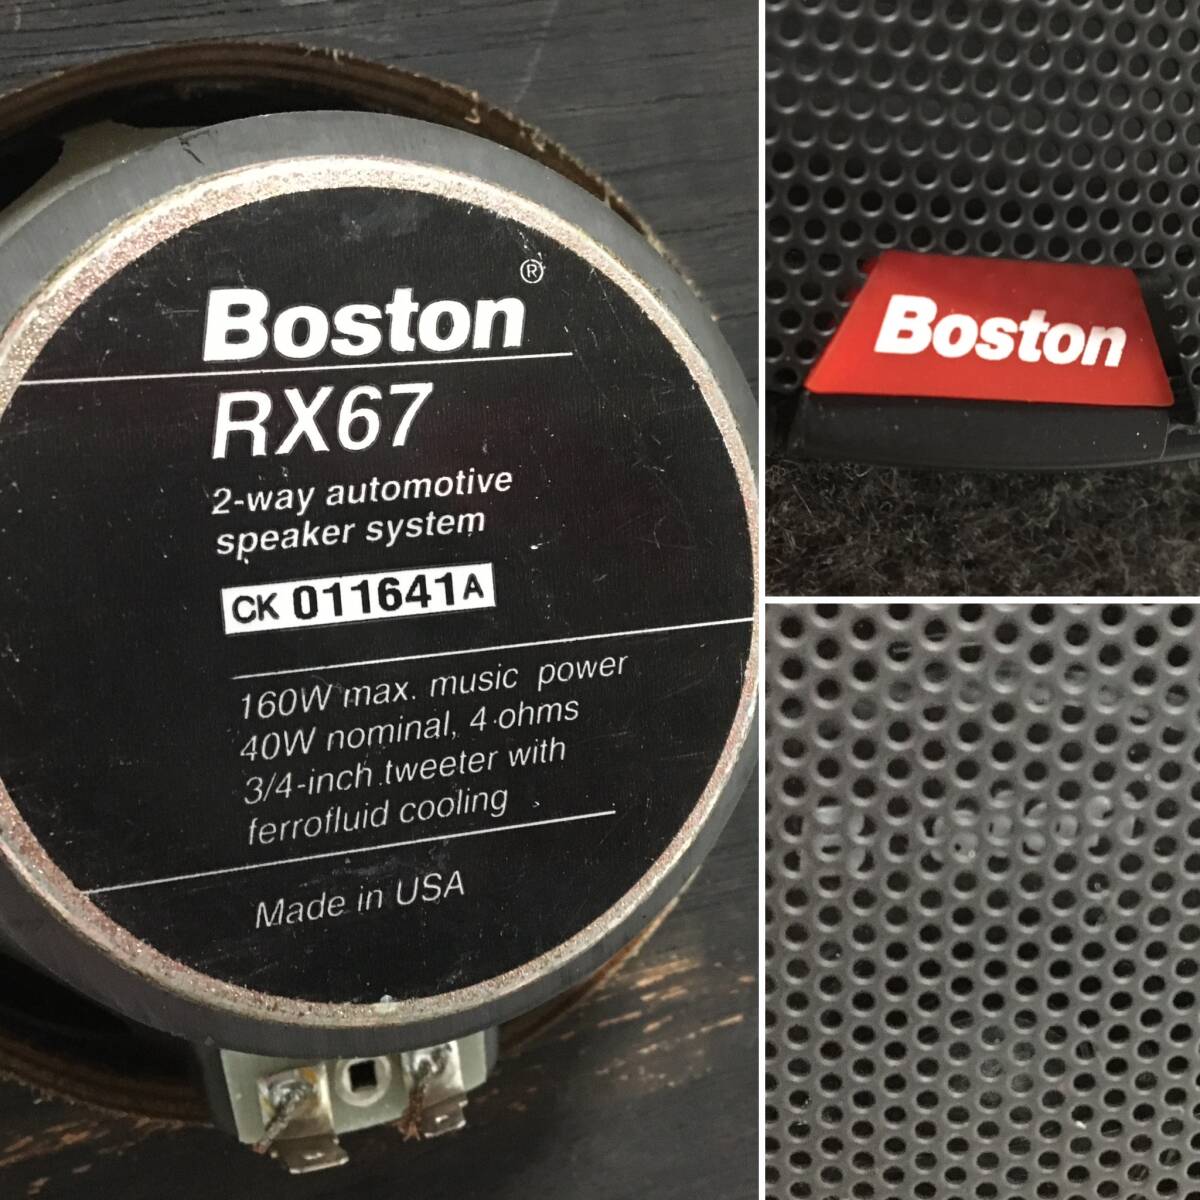 Boston®
RX67
2-way automotive
speaker system
CK 011641A
160W max. music power
40W nominal, 4 ohms
3/4-inch tweeter with
ferrofluid cooling
Made in USA
Boston